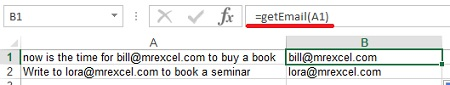 B1 fx =getEmail(A1)
A B
1 now is the time for bill@mrexcel.com to buy a book bill@mrexcel.com
2 Write to lora@mrexcel.com to book a seminar lora@mrexcel.com